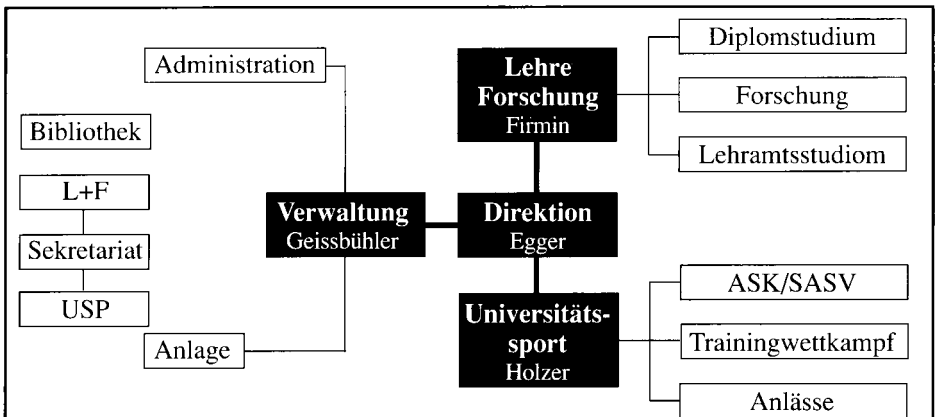 Administration
Bibliothek
L+F
Sekretariat
USP
Anlage
Verwaltung
Geissbühler
Lehre
Forschung
Firmin
Direktion
Egger
Universitäts-
sport
Holzer
Diplomstudium
Forschung
Lehramtsstudiom
ASK/SASV
Trainingwettkampf
Anlässe